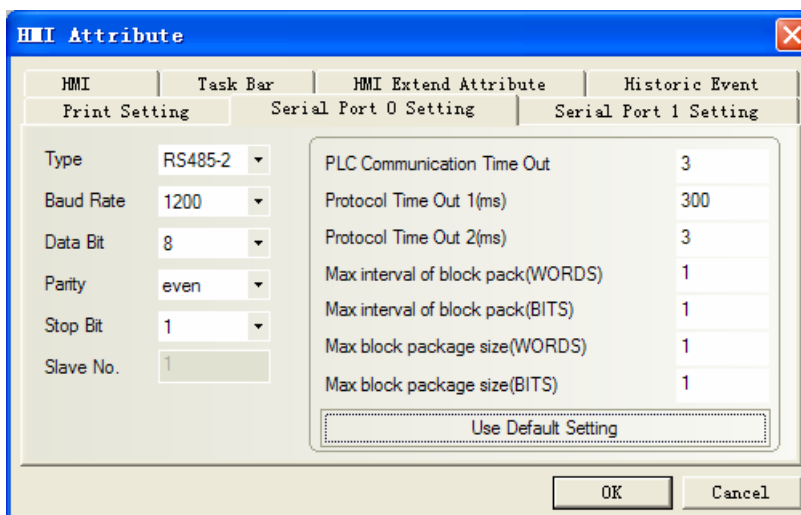 HMI Attribute
HMI Task Bar HMI Extend Attribute Historic Event
Print Setting Serial Port 0 Setting Serial Port 1 Setting
Type RS485-2
Baud Rate 1200
Data Bit 8
Parity even
Stop Bit 1
Slave No. 1
PLC Communication Time Out 3
Protocol Time Out 1(ms) 300
Protocol Time Out 2(ms) 3
Max interval of block pack(WORDS) 1
Max interval of block pack(BITS) 1
Max block package size(WORDS) 1
Max block package size(BITS) 1
Use Default Setting
OK Cancel